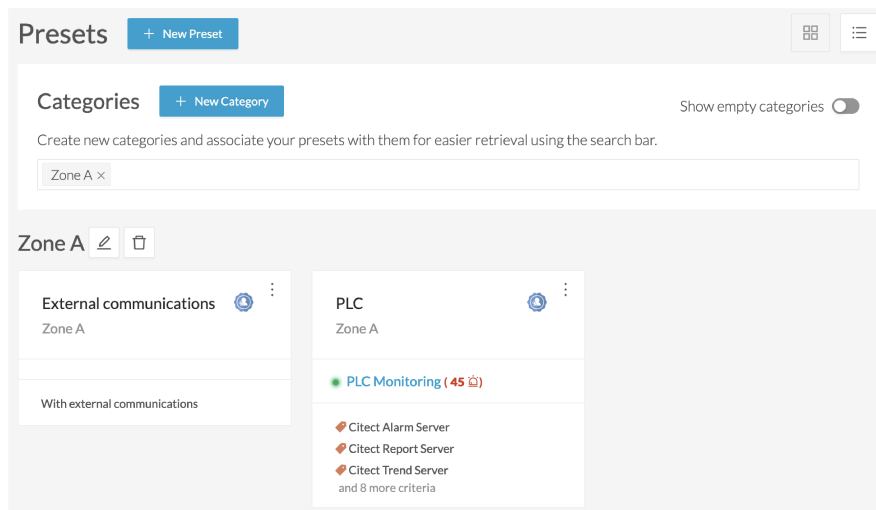 Presets
New Preset
Categories
New Category
Show empty categories
Create new categories and associate your presets with them for easier retrieval using the search bar.
Zone A ×
Zone A
External communications
Zone A
With external communications
PLC
Zone A
PLC Monitoring ( 45 )
Citect Alarm Server
Citect Report Server
Citect Trend Server
and 8 more criteria